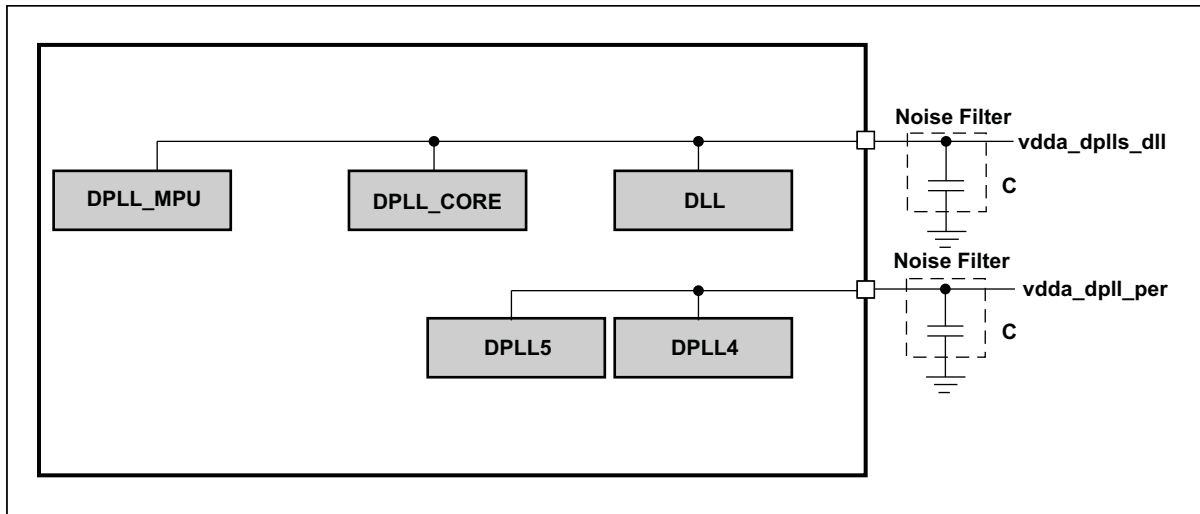 Noise Filter
vdda_dplls_dll
DPLL_MPU
DPLL_CORE
DLL
C
Noise Filter
vdda_dpll_per
DPLL5
DPLL4
C